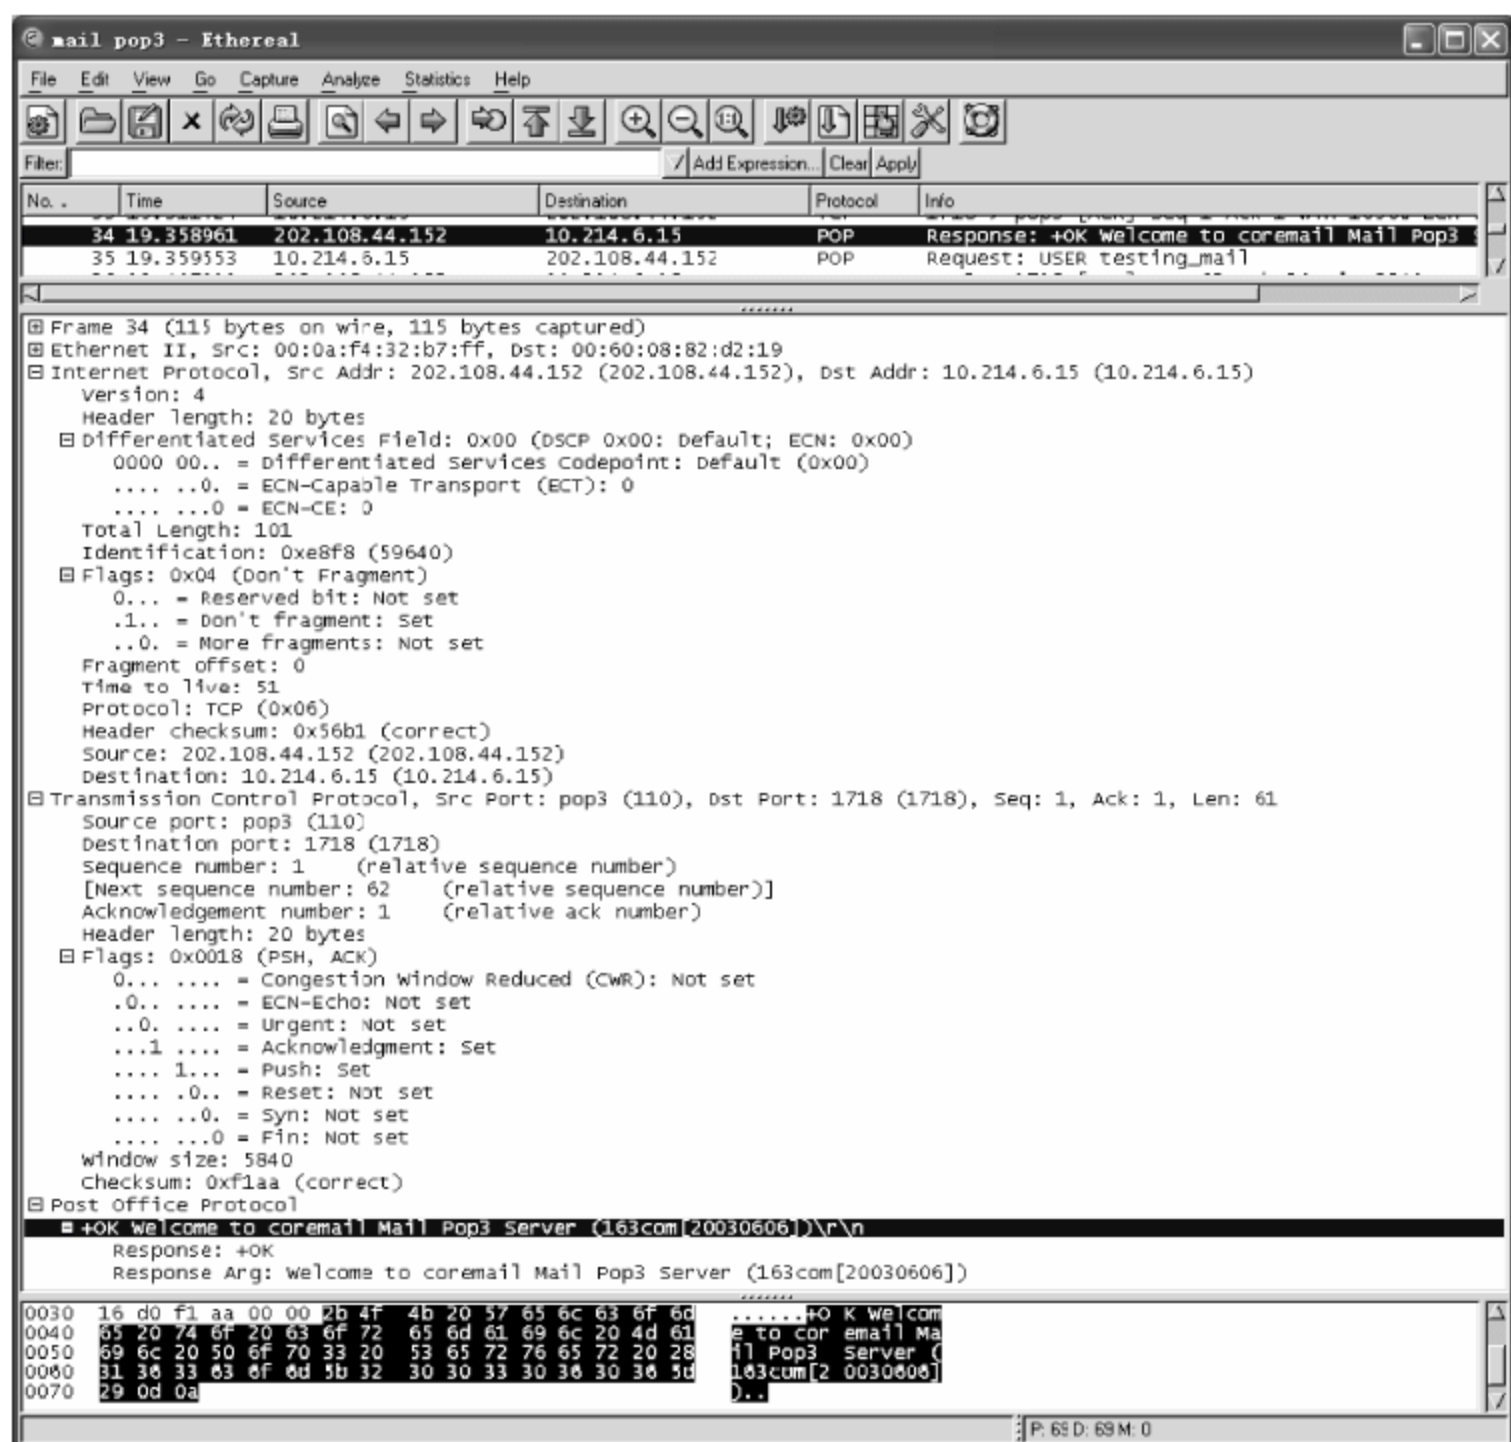 mail pop3 - Ethereal
File Edit View Go Capture Analyze Statistics Help
Filter: Add Expression... Clear Apply
No. . Time Source Destination Protocol Info
34 19.358961 202.108.44.152 10.214.6.15 POP Response: +OK Welcome to coremail Mail Pop3
35 19.359553 10.214.6.15 202.108.44.152 POP Request: USER testing_mail
Frame 34 (115 bytes on wire, 115 bytes captured)
Ethernet II, Src: 00:0a:f4:32:b7:ff, Dst: 00:60:08:82:d2:19
Internet Protocol, Src Addr: 202.108.44.152 (202.108.44.152), Dst Addr: 10.214.6.15 (10.214.6.15)
Version: 4
Header length: 20 bytes
Differentiated Services Field: 0x00 (DSCP 0x00: Default; ECN: 0x00)
0000 00.. = Differentiated Services Codepoint: Default (0x00)
.... ..0. = ECN-Capable Transport (ECT): 0
.... ...0 = ECN-CE: 0
Total Length: 101
Identification: 0xe8f8 (59640)
Flags: 0x04 (Don't Fragment)
0... = Reserved bit: Not set
.1.. = Don't fragment: Set
..0. = More fragments: Not set
Fragment offset: 0
Time to live: 51
Protocol: TCP (0x06)
Header checksum: 0x56b1 (correct)
Source: 202.108.44.152 (202.108.44.152)
Destination: 10.214.6.15 (10.214.6.15)
Transmission Control Protocol, Src Port: pop3 (110), Dst Port: 1718 (1718), Seq: 1, Ack: 1, Len: 61
Source port: pop3 (110)
Destination port: 1718 (1718)
Sequence number: 1 (relative sequence number)
[Next sequence number: 62 (relative sequence number)]
Acknowledgement number: 1 (relative ack number)
Header length: 20 bytes
Flags: 0x0018 (PSH, ACK)
0... .... = Congestion Window Reduced (CWR): Not set
.0.. .... = ECN-Echo: Not set
..0. .... = Urgent: Not set
...1 .... = Acknowledgment: Set
.... 1... = Push: Set
.... .0.. = Reset: Not set
.... ..0. = Syn: Not set
.... ...0 = Fin: Not set
Window size: 5840
Checksum: 0xf1aa (correct)
Post Office Protocol
+OK Welcome to coremail Mail Pop3 Server (163com[20030606])\r\n
Response: +OK
Response Arg: Welcome to coremail Mail Pop3 Server (163com[20030606])
0030 16 d0 f1 aa 00 00 2b 4f 4b 20 57 65 6c 63 6f 6d ......+O K Welcom
0040 65 20 74 6f 20 63 6f 72 65 6d 61 69 6c 20 4d 61 e to cor email Ma
0050 69 6c 20 50 6f 70 33 20 53 65 72 76 65 72 20 28 il Pop3 Server (
0060 31 36 33 63 6f 6d 5b 32 30 30 33 30 36 30 36 5d 163com[2 0030606]
0070 29 0d 0a )..
P: 69 D: 69 M: 0